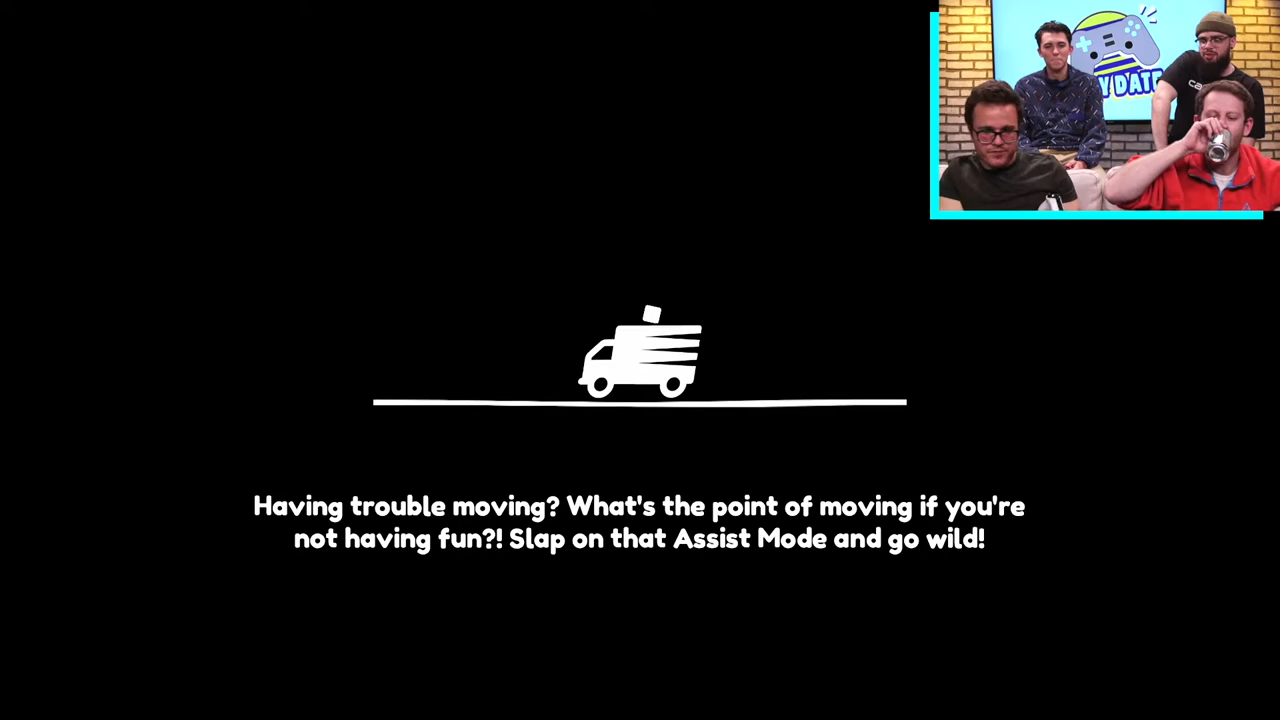 Y DATE
Having trouble moving? What's the point of moving if you're
not having fun?! Slap on that Assist Mode and go wild!